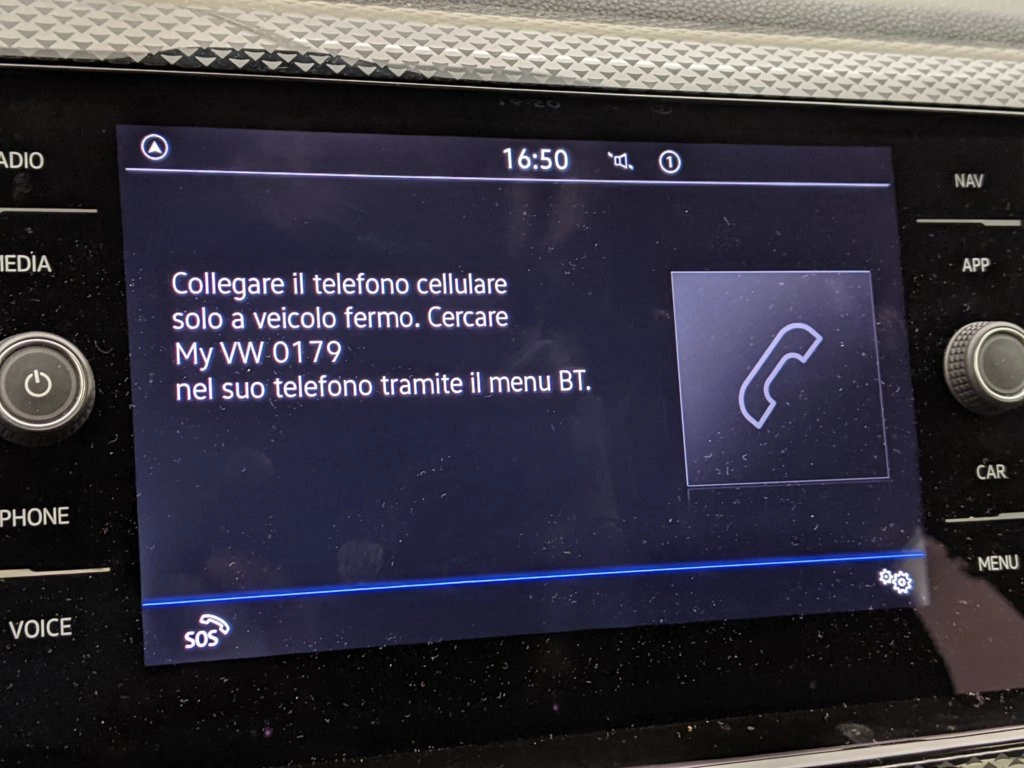 16:50
1
NAV
MEDIA
APP
Collegare il telefono cellulare
solo a veicolo fermo. Cercare
My VW 0179
nel suo telefono tramite il menu BT.
CAR
PHONE
MENU
VOICE
SOS